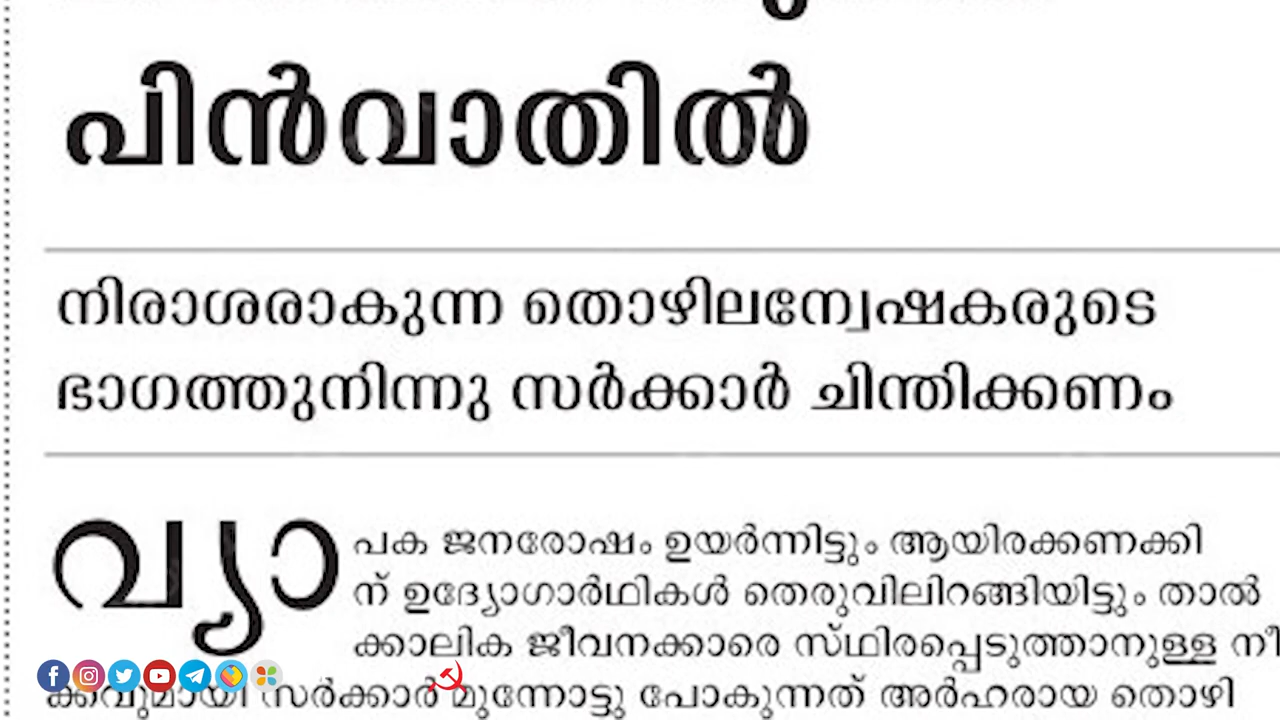 പിൻവാതിൽ
നിരാശരാകുന്ന തൊഴിലന്വേഷകരുടെ
ഭാഗത്തുനിന്നു സർക്കാർ ചിന്തിക്കണം
വ്യാപക ജനരോഷം ഉയർന്നിട്ടും ആയിരക്കണക്കി
ന് ഉദ്യോഗാർഥികൾ തെരുവിലിറങ്ങിയിട്ടും താൽ
ക്കാലിക ജീവനക്കാരെ സ്ഥിരപ്പെടുത്താനുള്ള നീ
ക്കവുമായി സർക്കാർ മുന്നോട്ടു പോകുന്നത് അർഹരായ തൊഴി